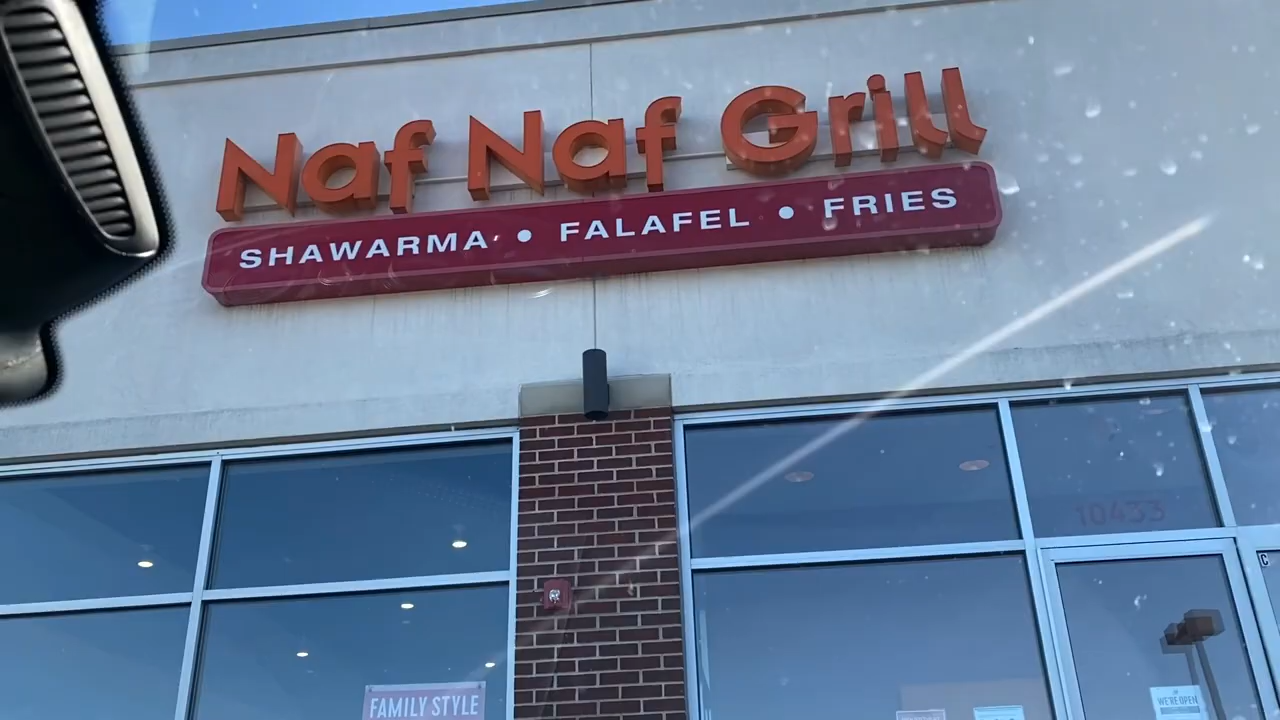 Naf Naf Grill
SHAWARMA • FALAFEL • FRIES
10433
FAMILY STYLE
WE'RE OPEN
C